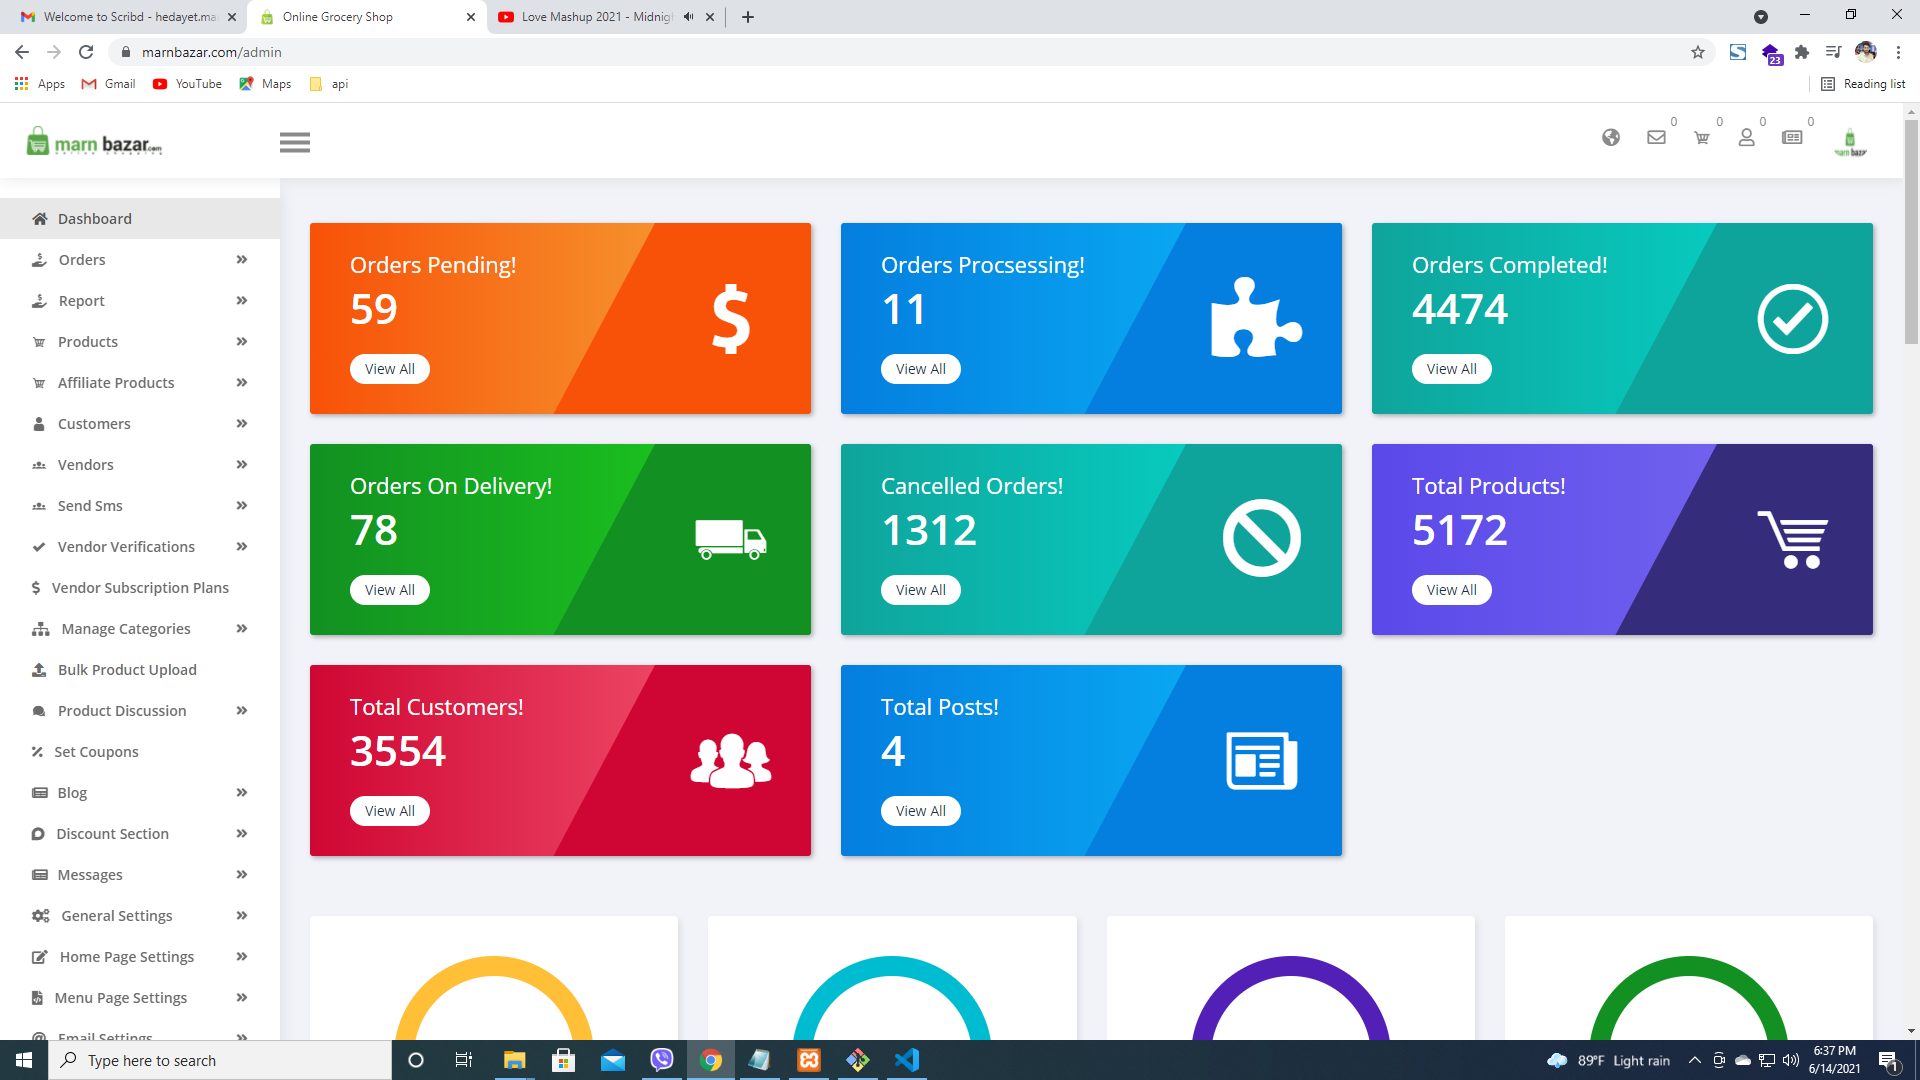 Welcome to Scribd - hedayet.ma
Online Grocery Shop
Love Mashup 2021 - Midnigh
marnbazar.com/admin
23
Apps
Gmail
YouTube
Maps
api
Reading list
marn bazar.com
0
0
0
0
marn bazar
Dashboard
Orders
Report
Products
Affiliate Products
Customers
Vendors
Send Sms
Vendor Verifications
Vendor Subscription Plans
Manage Categories
Bulk Product Upload
Product Discussion
Set Coupons
Blog
Discount Section
Messages
General Settings
Home Page Settings
Menu Page Settings
Email Settings
Orders Pending!
59
View All
Orders Procsessing!
11
View All
Orders Completed!
4474
View All
Orders On Delivery!
78
View All
Cancelled Orders!
1312
View All
Total Products!
5172
View All
Total Customers!
3554
View All
Total Posts!
4
View All
Type here to search
89°F Light rain
6:37 PM
6/14/2021
1